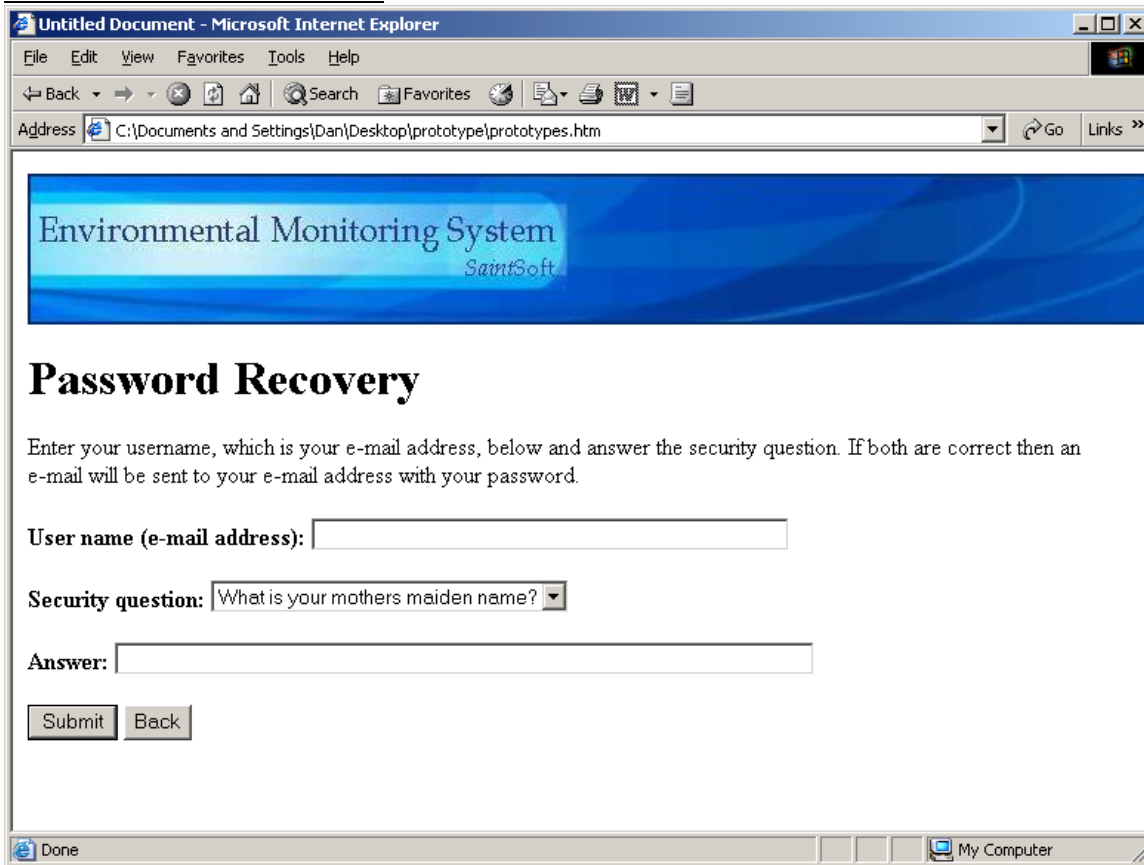 Untitled Document - Microsoft Internet Explorer
File Edit View Favorites Tools Help
Back Search Favorites
Address C:\Documents and Settings\Dan\Desktop\prototype\prototypes.htm Go Links »
Environmental Monitoring System
SaintSoft
Password Recovery
Enter your username, which is your e-mail address, below and answer the security question. If both are correct then an
e-mail will be sent to your e-mail address with your password.
User name (e-mail address):
Security question: What is your mothers maiden name?
Answer:
Submit Back
Done My Computer